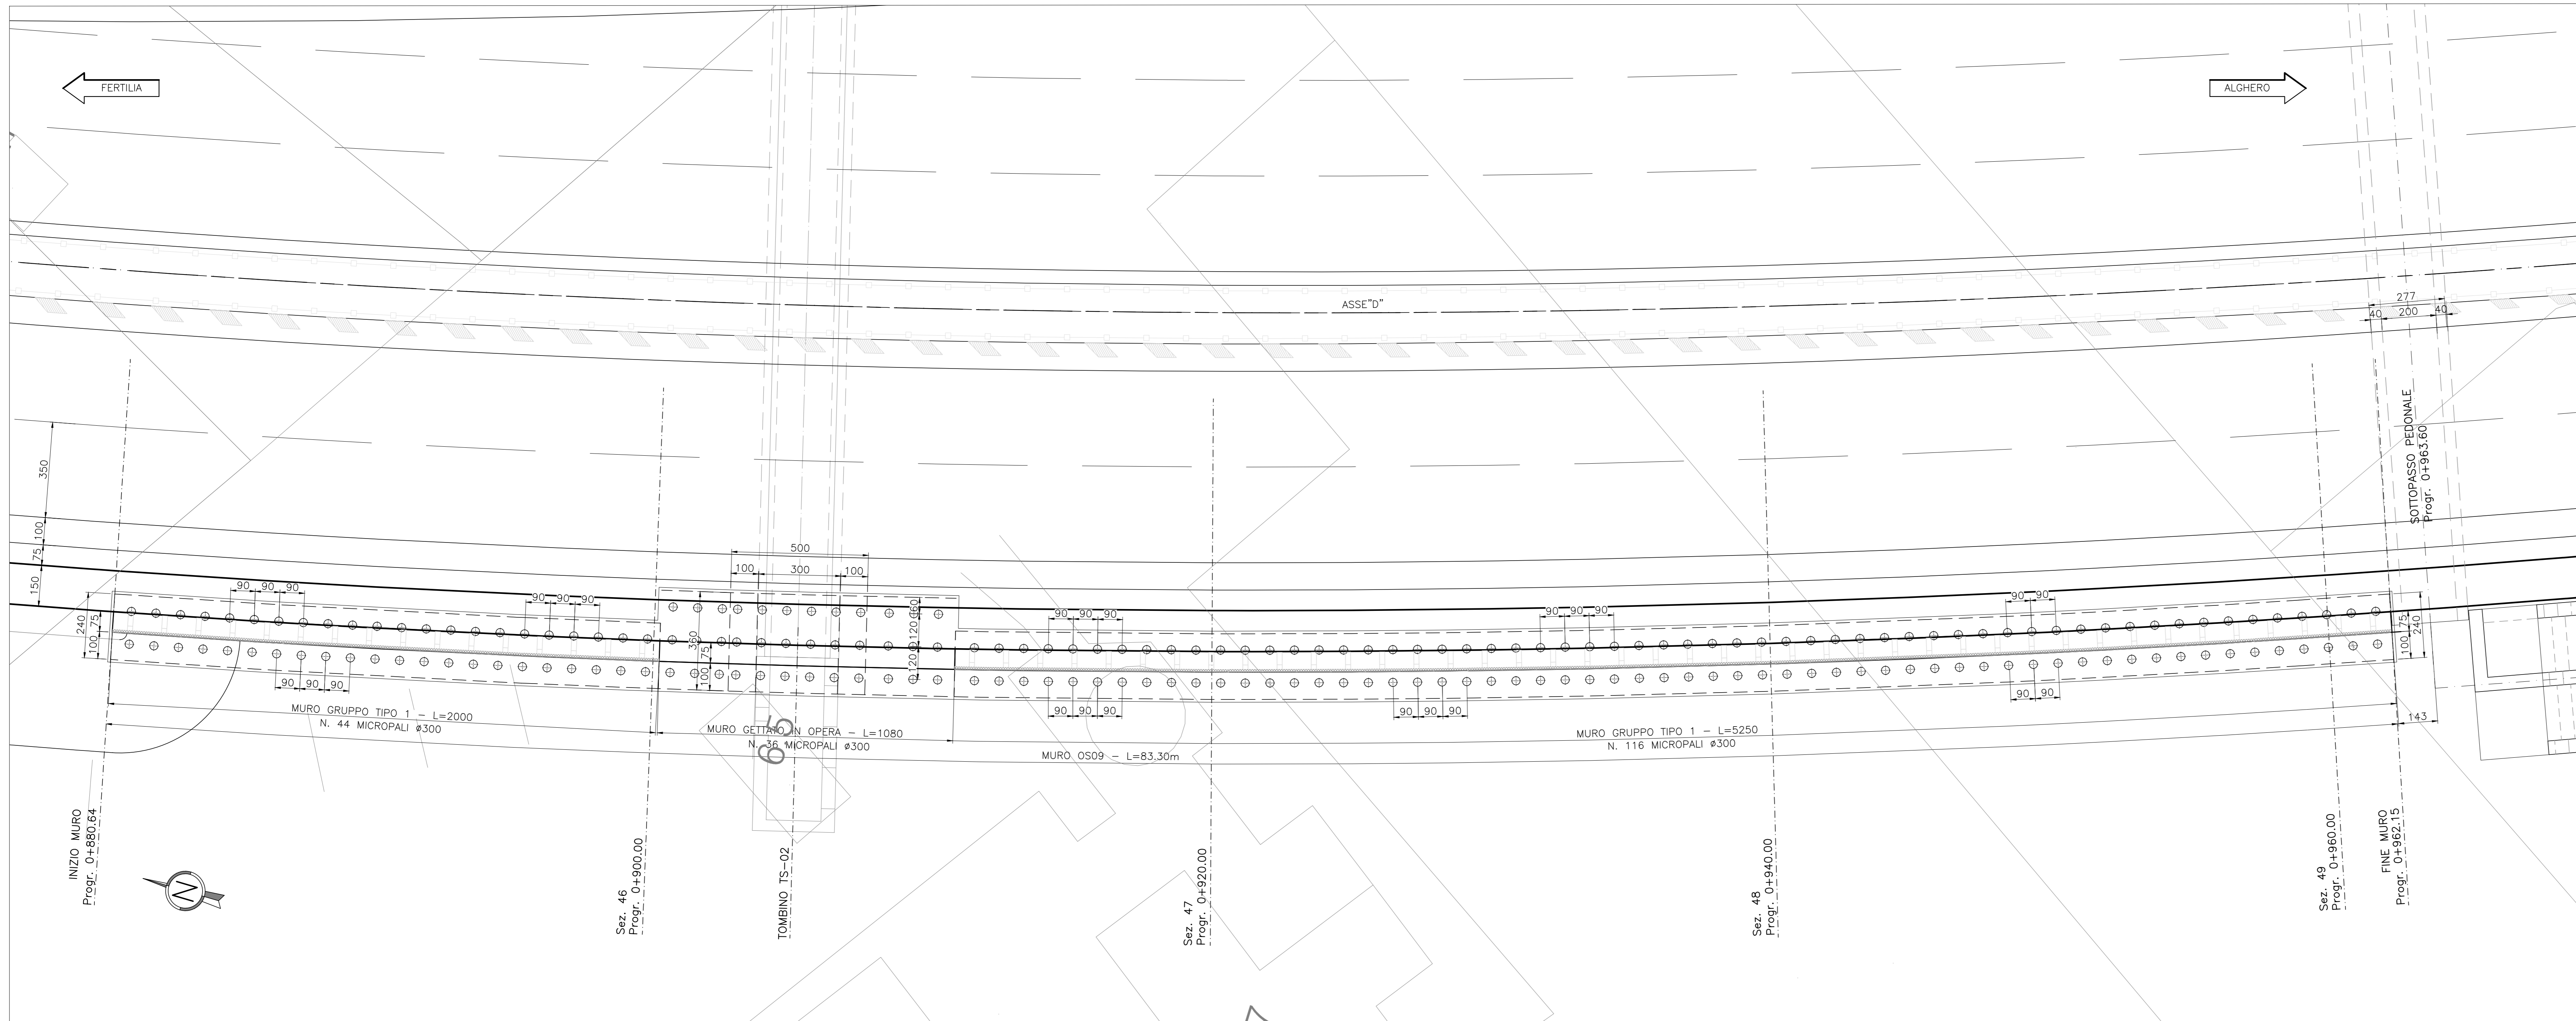 FERTILIA
ALGHERO
ASSE"D"
277
40
200
40
SOTTOPASSO PEDONALE
Progr. 0+963.60
350
100
75
150
500
100
300
100
90
90
90
90
90
90
90
90
90
90
90
90
90
90
240
75
100
360
75
100
60
120
120
75
100
240
90
90
90
90
90
90
90
90
90
90
90
143
MURO GRUPPO TIPO 1 - L=2000
N. 44 MICROPALI ø300
MURO GETTATO IN OPERA - L=1080
N. 36 MICROPALI ø300
MURO GRUPPO TIPO 1 - L=5250
N. 116 MICROPALI ø300
MURO OS09 - L=83,30m
65
INIZIO MURO
Progr. 0+880.64
N
Sez. 46
Progr. 0+900.00
TOMBINO TS-02
Sez. 47
Progr. 0+920.00
Sez. 48
Progr. 0+940.00
Sez. 49
Progr. 0+960.00
FINE MURO
Progr. 0+962.15